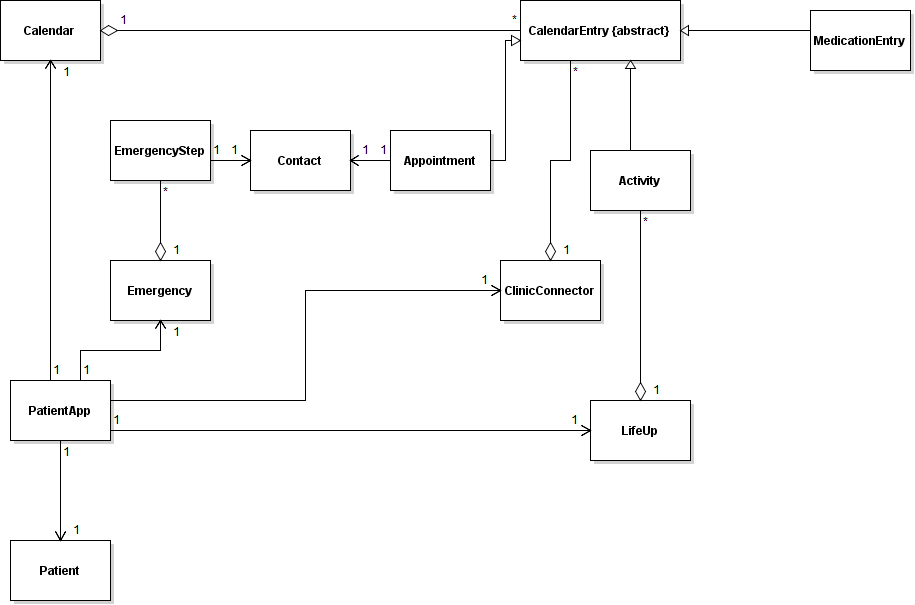 Calendar
1
*
CalendarEntry {abstract}
MedicationEntry
1
*
EmergencyStep
1
1
Contact
1
1
Appointment
Activity
*
*
1
1
Emergency
1
ClinicConnector
1
1
1
1
PatientApp
1
1
LifeUp
1
1
Patient